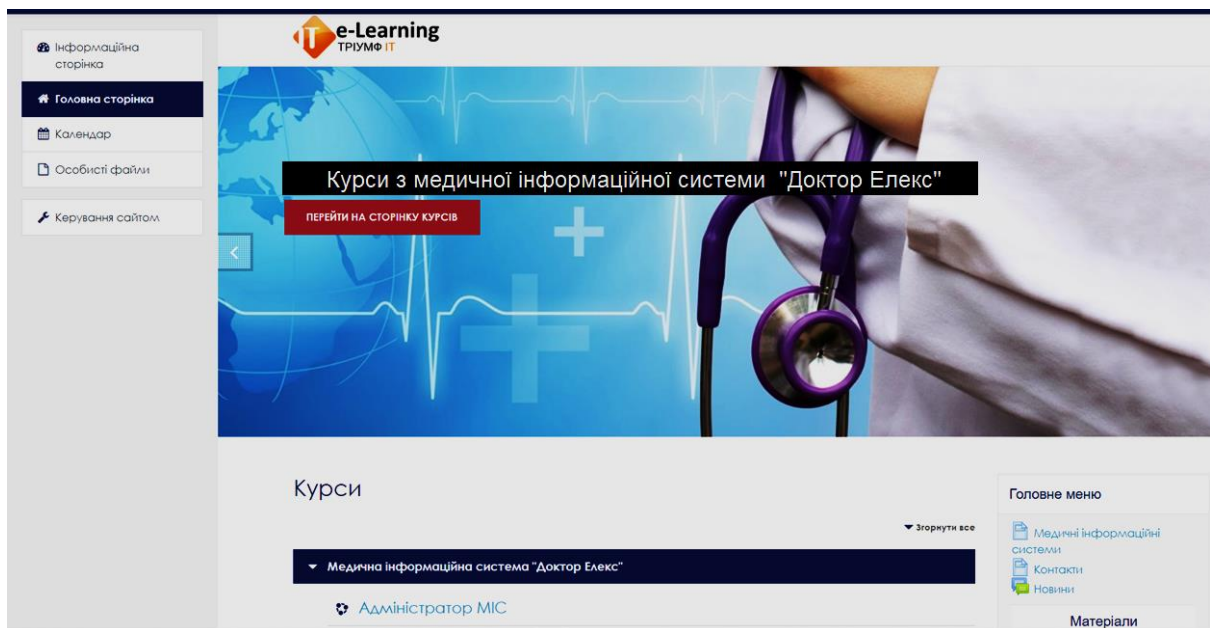 e-Learning
ТРІУМФ ІТ
Інформаційна
сторінка
Головна сторінка
Календар
Особисті файли
Керування сайтом
Курси з медичної інформаційної системи "Доктор Елекс"
ПЕРЕЙТИ НА СТОРІНКУ КУРСІВ
Курси
Згорнути все
Медична інформаційна система "Доктор Елекс"
Адміністратор МІС
Головне меню
Медичні інформаційні
системи
Контакти
Новини
Матеріали